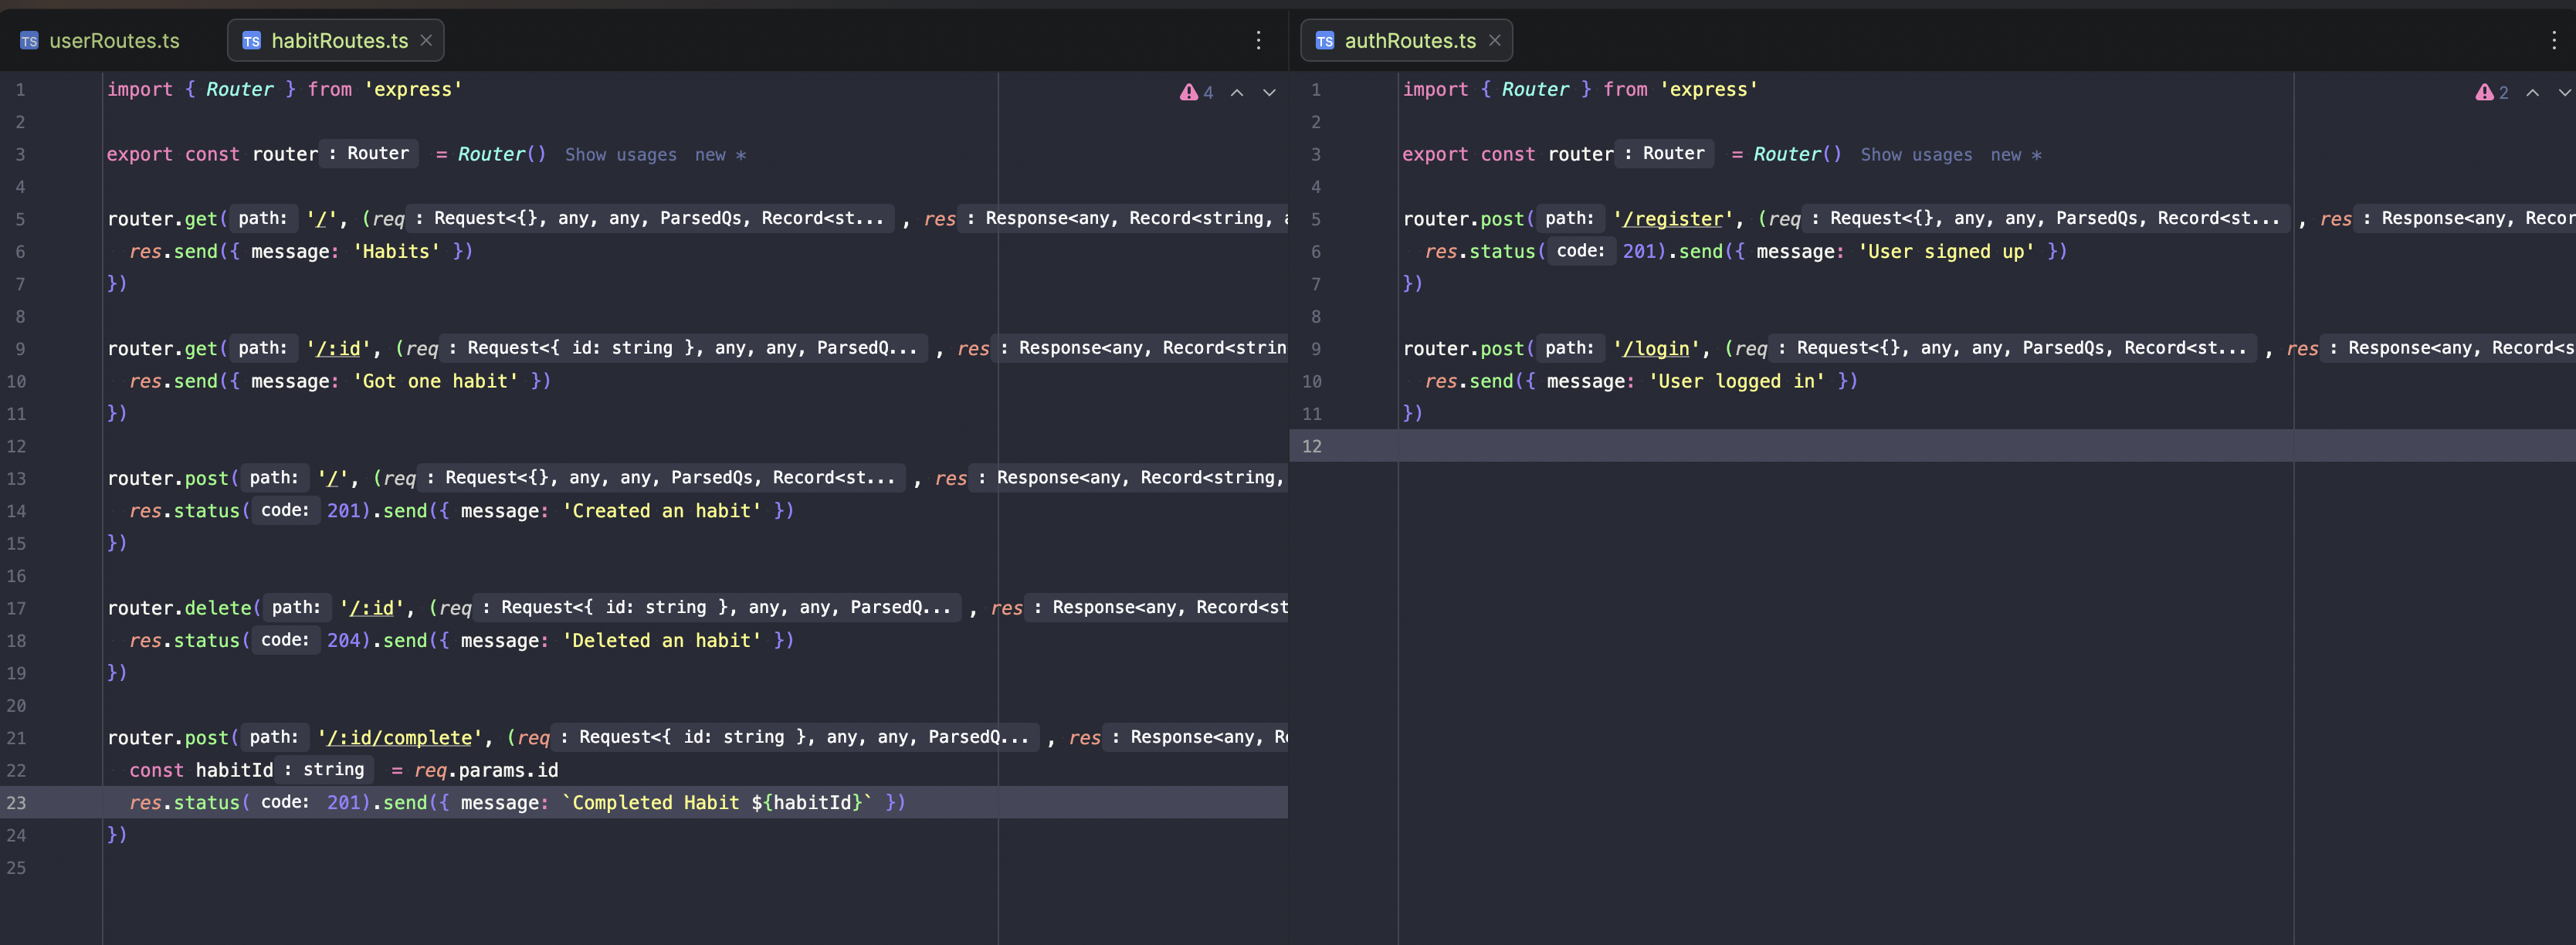 userRoutes.ts
habitRoutes.ts
4
1 import { Router } from 'express'
2
3 export const router : Router = Router() Show usages new *
4
5 router.get( path: '/', (req : Request<{}, any, any, ParsedQs, Record<st... , res : Response<any, Record<string, a
6 res.send({ message: 'Habits' })
7 })
8
9 router.get( path: '/:id', (req : Request<{ id: string }, any, any, ParsedQ... , res : Response<any, Record<strin
10 res.send({ message: 'Got one habit' })
11 })
12
13 router.post( path: '/', (req : Request<{}, any, any, ParsedQs, Record<st... , res : Response<any, Record<string,
14 res.status( code: 201).send({ message: 'Created an habit' })
15 })
16
17 router.delete( path: '/:id', (req : Request<{ id: string }, any, any, ParsedQ... , res : Response<any, Record<st
18 res.status( code: 204).send({ message: 'Deleted an habit' })
19 })
20
21 router.post( path: '/:id/complete', (req : Request<{ id: string }, any, any, ParsedQ... , res : Response<any, Re
22 const habitId : string = req.params.id
23 res.status( code: 201).send({ message: `Completed Habit ${habitId}` })
24 })
25
authRoutes.ts
2
1 import { Router } from 'express'
2
3 export const router : Router = Router() Show usages new *
4
5 router.post( path: '/register', (req : Request<{}, any, any, ParsedQs, Record<st... , res : Response<any, Recor
6 res.status( code: 201).send({ message: 'User signed up' })
7 })
8
9 router.post( path: '/login', (req : Request<{}, any, any, ParsedQs, Record<st... , res : Response<any, Record<s
10 res.send({ message: 'User logged in' })
11 })
12